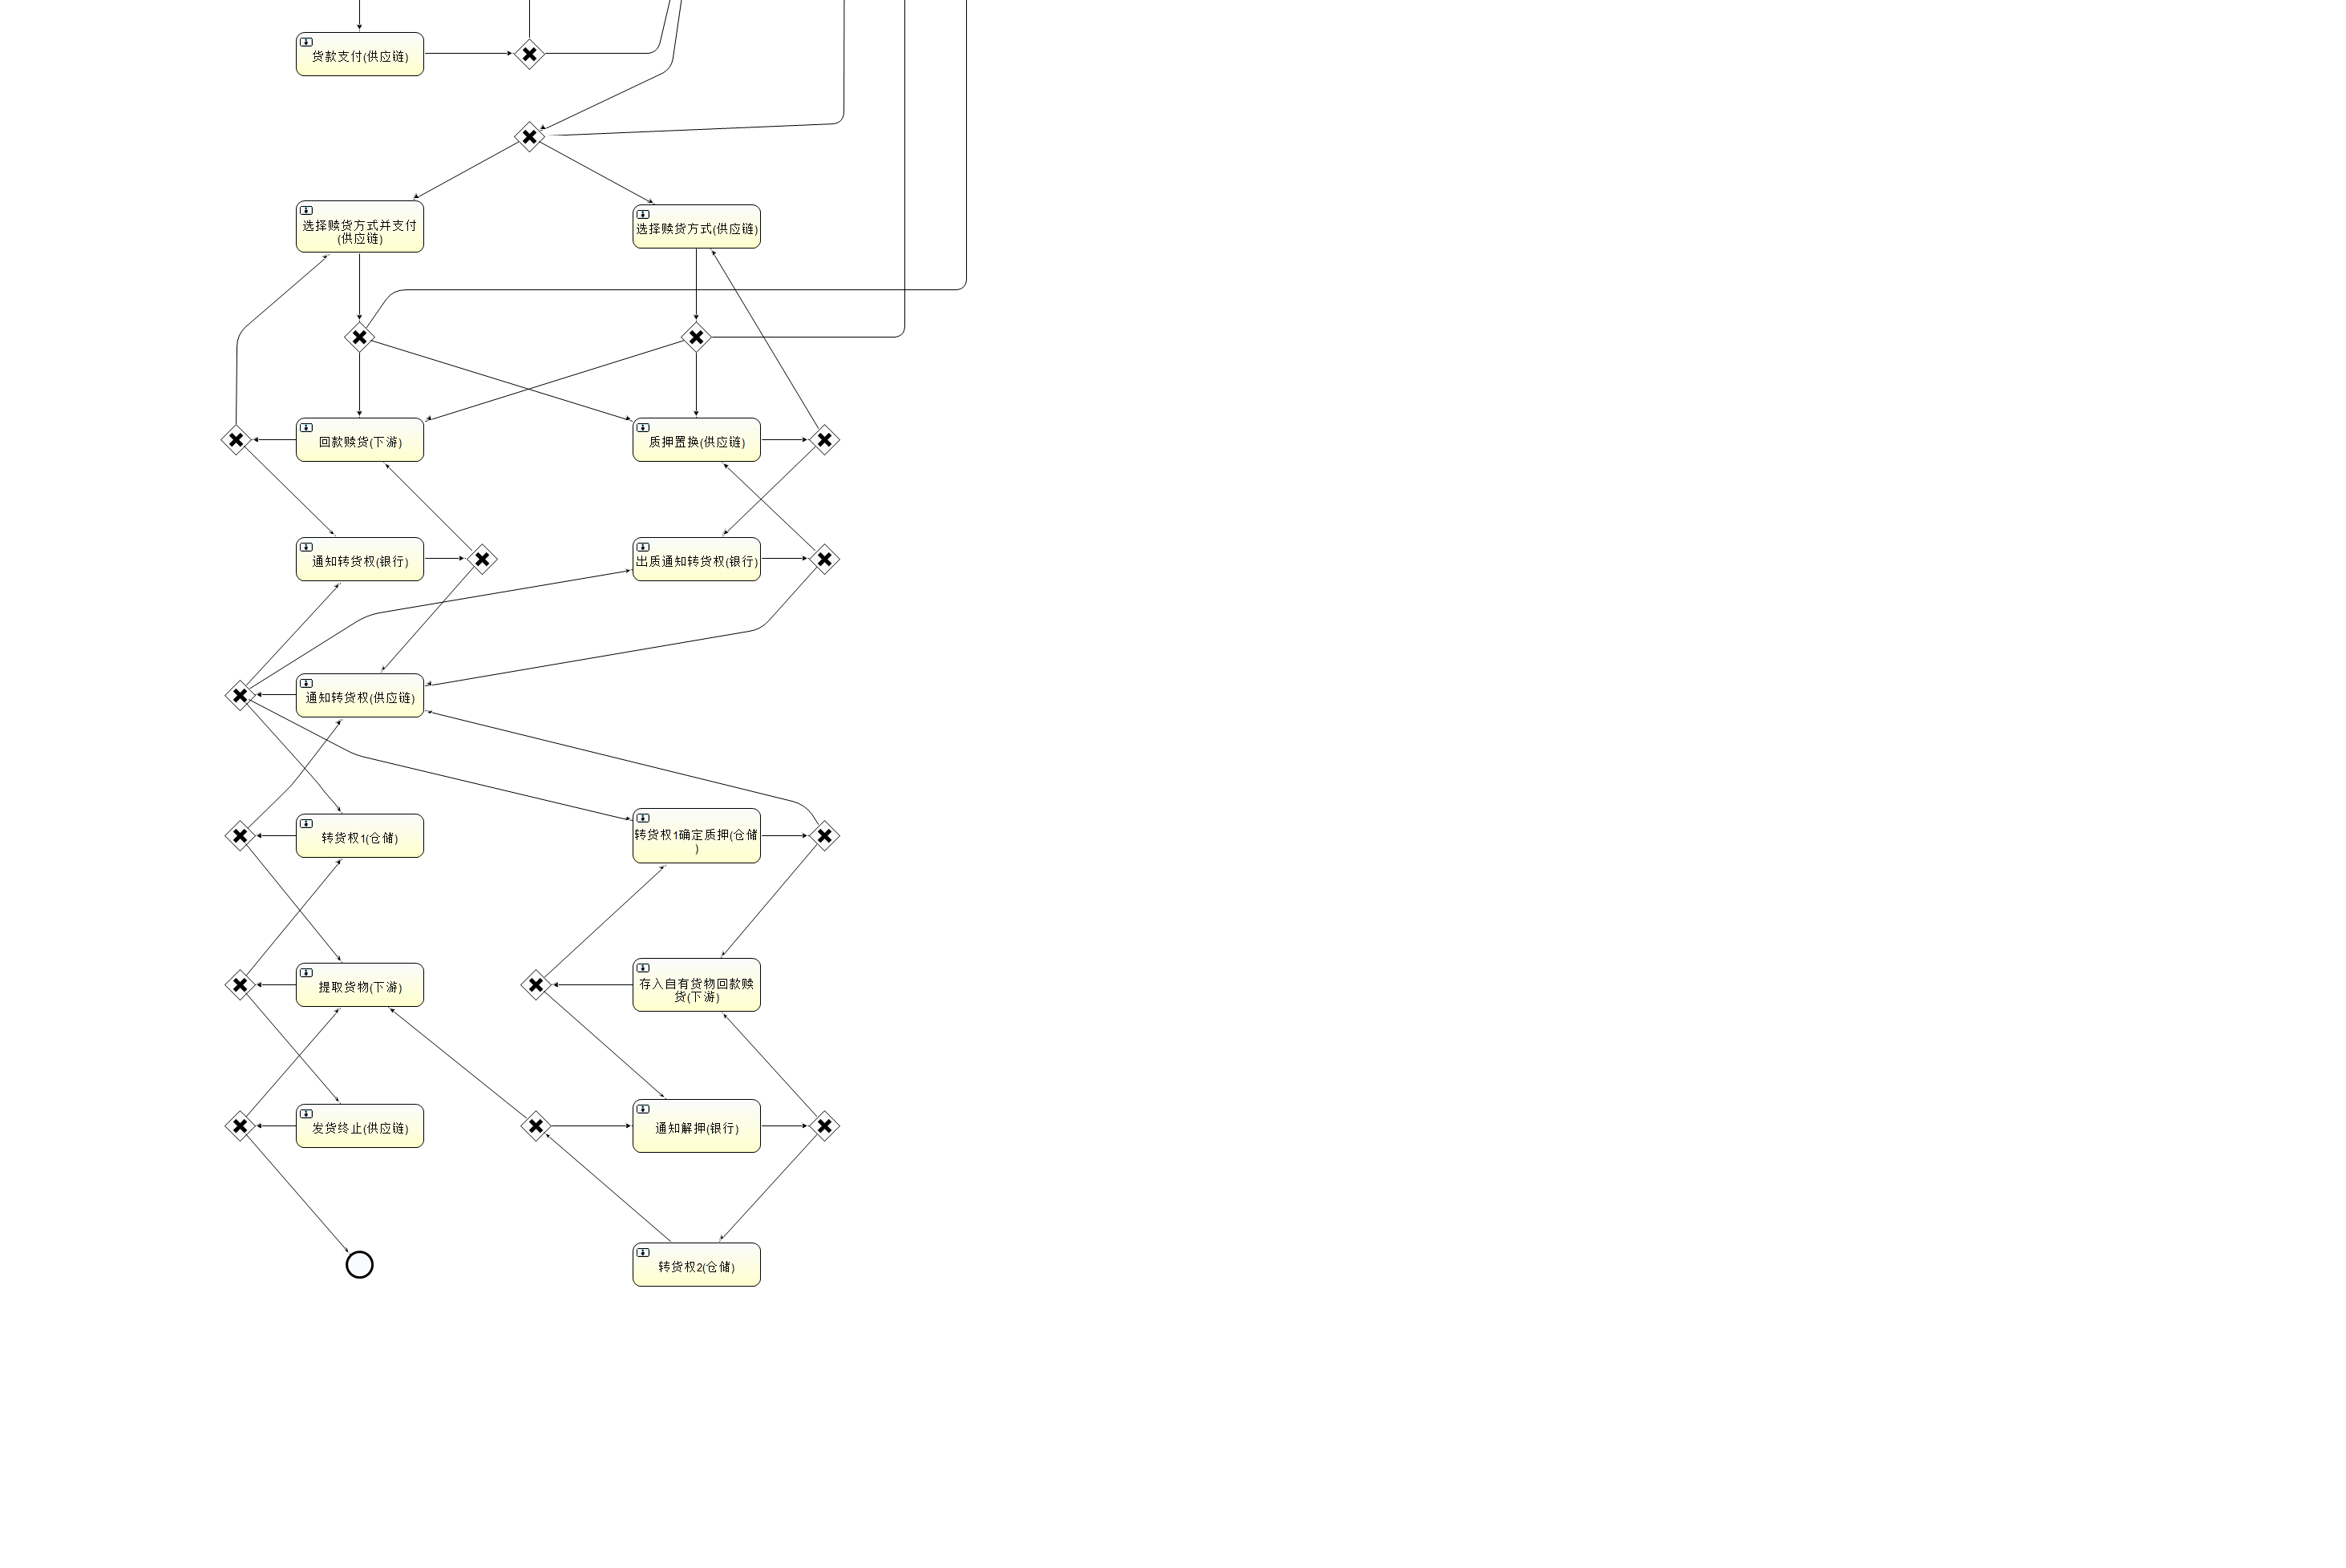 货款支付(供应链)
选择赎货方式并支付
(供应链)
选择赎货方式(供应链)
回款赎货(下游)
质押置换(供应链)
通知转货权(银行)
出质通知转货权(银行)
通知转货权(供应链)
转货权1(仓储)
转货权1确定质押(仓储
)
提取货物(下游)
存入自有货物回款赎
货(下游)
发货终止(供应链)
通知解押(银行)
转货权2(仓储)